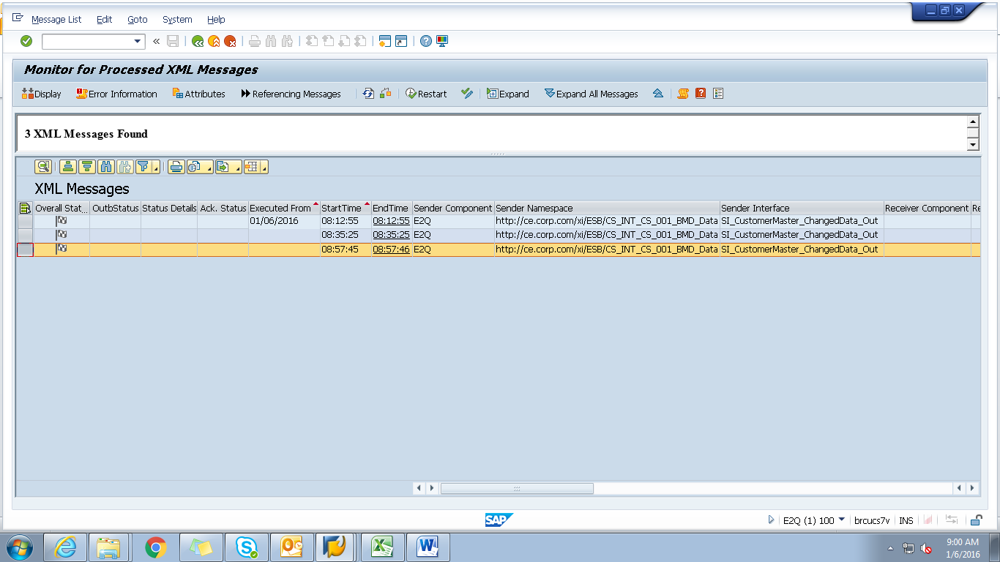 Message List Edit Goto System Help
Monitor for Processed XML Messages
Display Error Information Attributes Referencing Messages Restart Expand Expand All Messages
3 XML Messages Found
XML Messages
Overall Stat... OutbStatus Status Details Ack. Status Executed From StartTime EndTime Sender Component Sender Namespace Sender Interface Receiver Component Re
01/06/2016 08:12:55 08:12:55 E2Q http://ce.corp.com/xi/ESB/CS_INT_CS_001_BMD_Data SI_CustomerMaster_ChangedData_Out
08:35:25 08:35:25 E2Q http://ce.corp.com/xi/ESB/CS_INT_CS_001_BMD_Data SI_CustomerMaster_ChangedData_Out
08:57:45 08:57:46 E2Q http://ce.corp.com/xi/ESB/CS_INT_CS_001_BMD_Data SI_CustomerMaster_ChangedData_Out
SAP E2Q (1) 100 brcucs7v INS
9:00 AM
1/6/2016